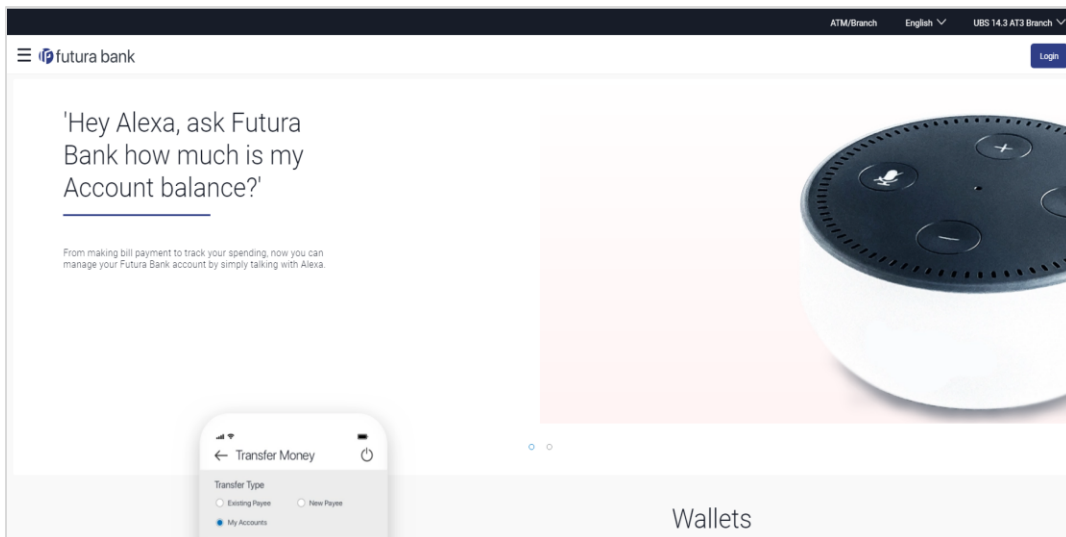 ATM/Branch English UBS 14.3 AT3 Branch
futura bank
Login
'Hey Alexa, ask Futura
Bank how much is my
Account balance?'
From making bill payment to track your spending, now you can
manage your Futura Bank account by simply talking with Alexa.
Transfer Money
Transfer Type
Existing Payee New Payee
My Accounts
Wallets